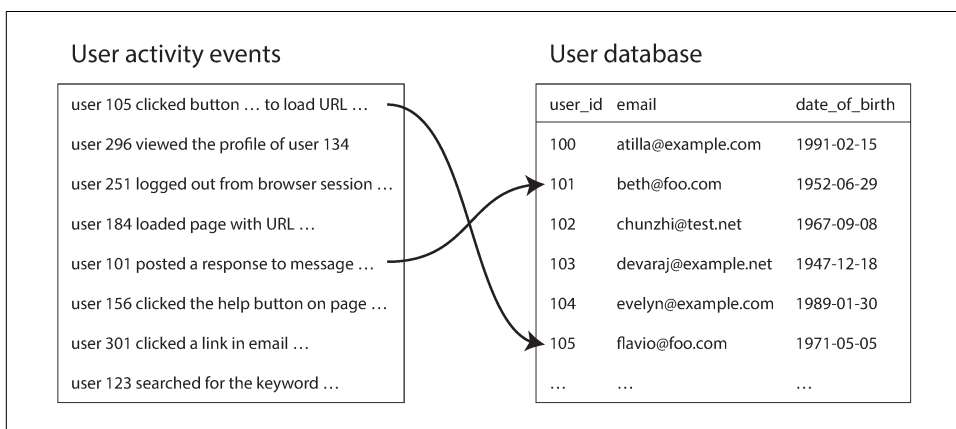 User activity events
user 105 clicked button … to load URL …
user 296 viewed the profile of user 134
user 251 logged out from browser session …
user 184 loaded page with URL …
user 101 posted a response to message …
user 156 clicked the help button on page …
user 301 clicked a link in email …
user 123 searched for the keyword …
User database
user_id email date_of_birth
100 atilla@example.com 1991-02-15
101 beth@foo.com 1952-06-29
102 chunzhi@test.net 1967-09-08
103 devaraj@example.net 1947-12-18
104 evelyn@example.com 1989-01-30
105 flavio@foo.com 1971-05-05
… … …